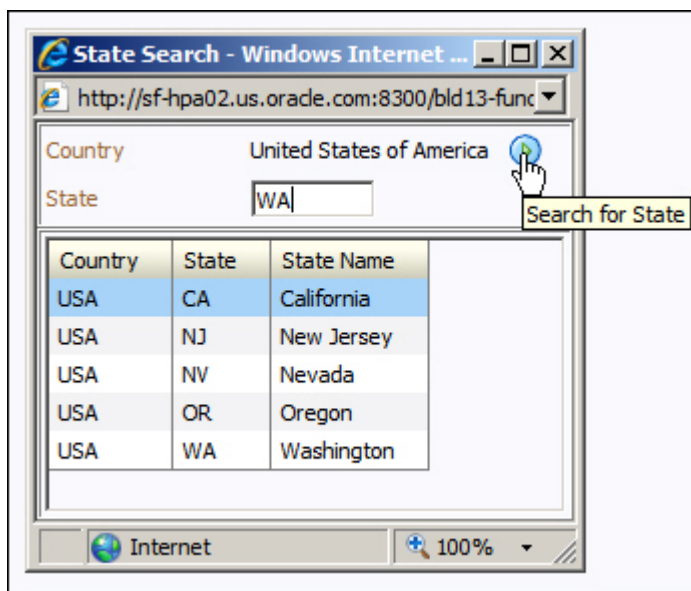 State Search - Windows Internet ...
http://sf-hpa02.us.oracle.com:8300/bld13-func
Country United States of America
State WA
Search for State
Country State State Name
USA CA California
USA NJ New Jersey
USA NV Nevada
USA OR Oregon
USA WA Washington
Internet 100%